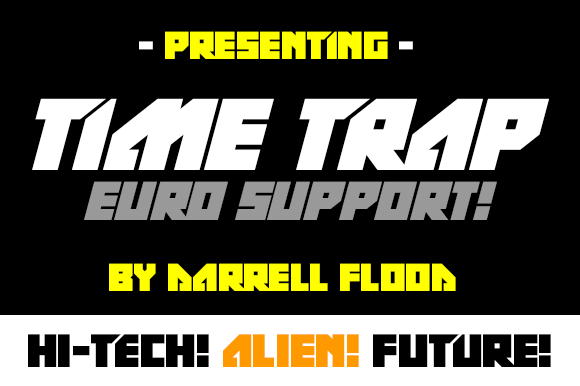 - PRESENTING -
TIME TRAP
EURO SUPPORT!
BY DARRELL FLOOD
HI-TECH! ALIEN! FUTURE!